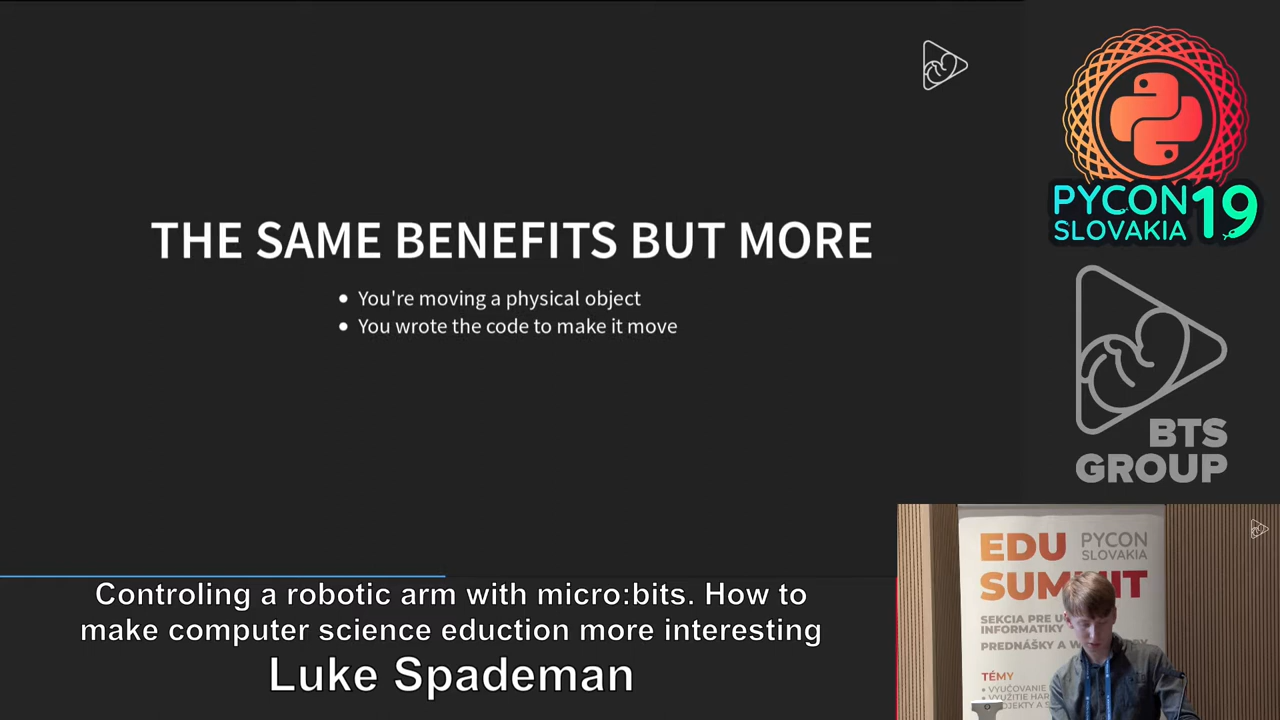 THE SAME BENEFITS BUT MORE
You're moving a physical object
You wrote the code to make it move
PYCON 19
SLOVAKIA
BTS
GROUP
EDU PYCON
SLOVAKIA
SUMMIT
SEKCIA PRE
INFORMATIKY
PREDNÁŠKY A
TÉMY
VYUČOVANIE
VYUŽITIE
Controling a robotic arm with micro:bits. How to
make computer science eduction more interesting
Luke Spademan